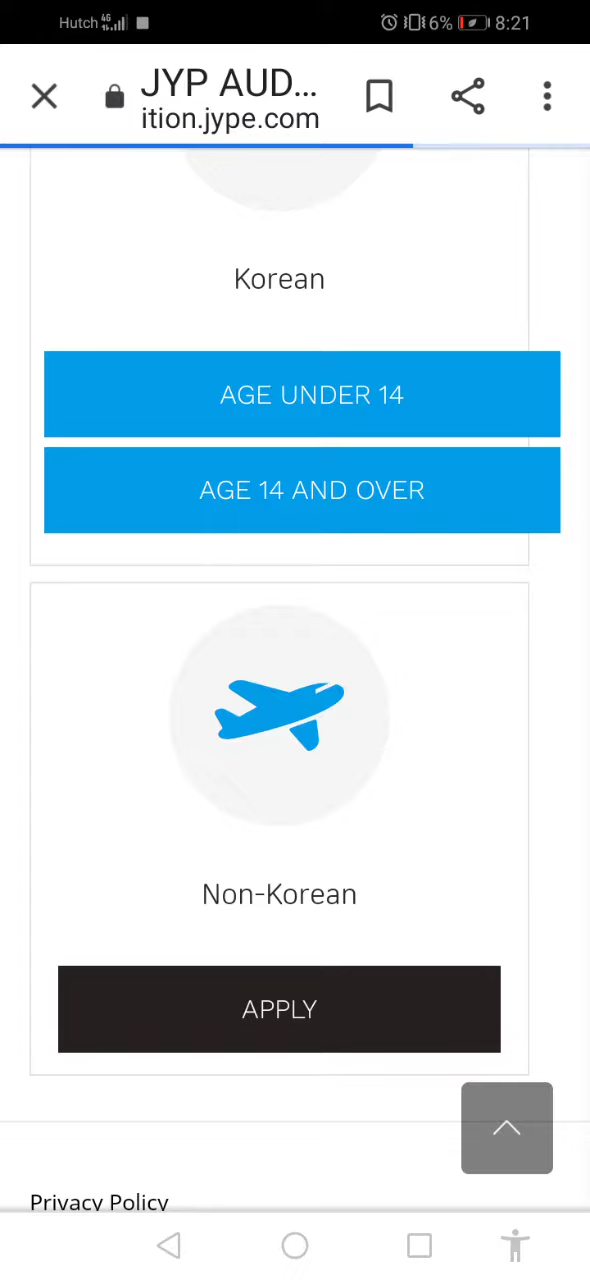 Hutch 4G 6% 8:21
JYP AUD...
ition.jype.com
Korean
AGE UNDER 14
AGE 14 AND OVER
Non-Korean
APPLY
Privacy Policy